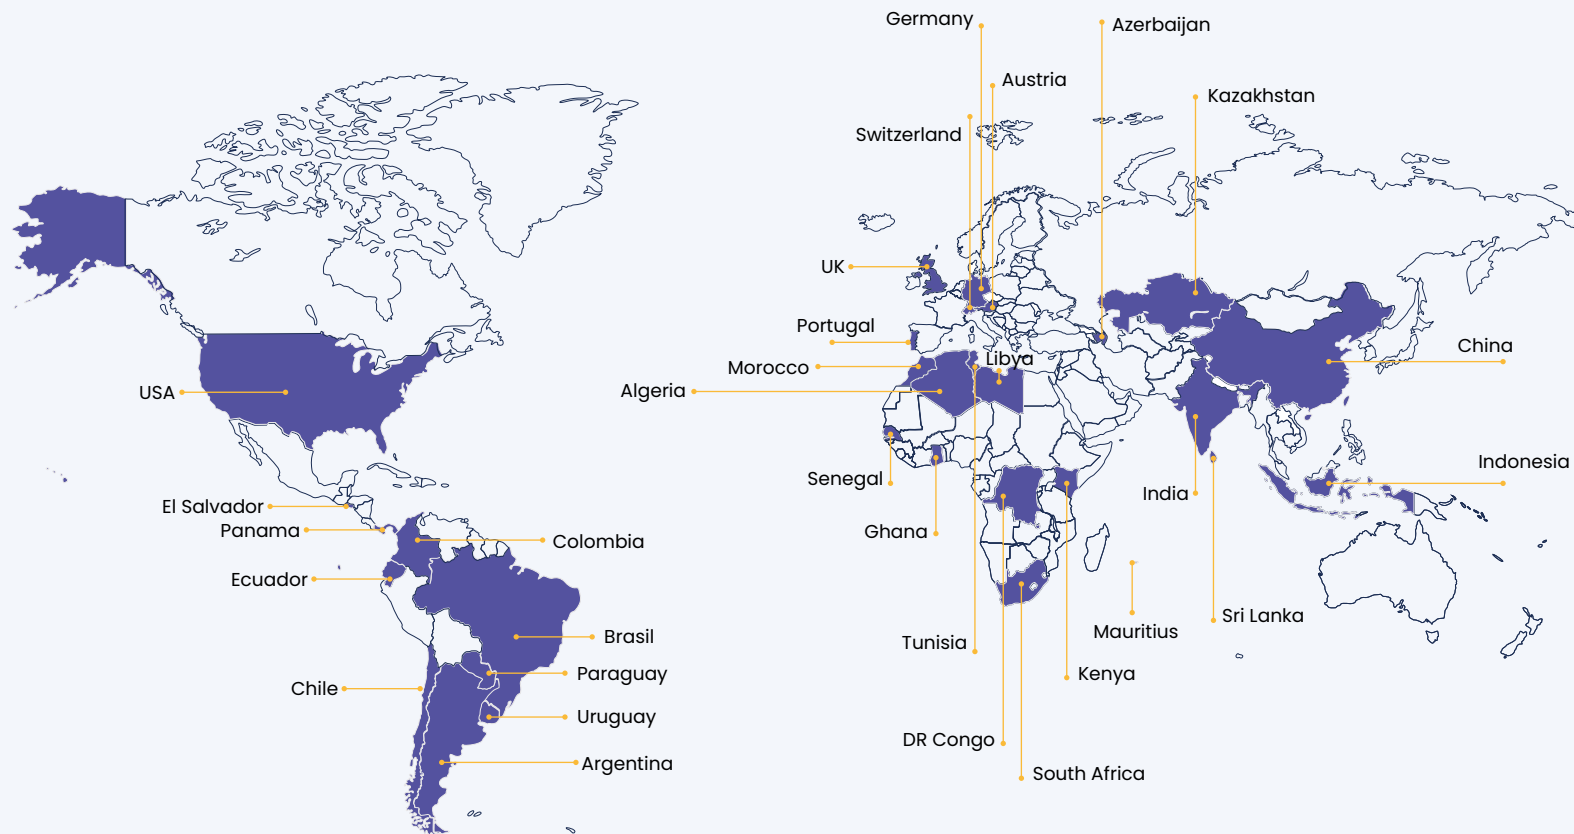 Germany
Azerbaijan
Austria
Kazakhstan
Switzerland
UK
Portugal
Libya
China
Morocco
Algeria
USA
Senegal
Indonesia
India
El Salvador
Panama
Ghana
Colombia
Ecuador
Sri Lanka
Mauritius
Brasil
Tunisia
Paraguay
Kenya
Chile
Uruguay
DR Congo
Argentina
South Africa